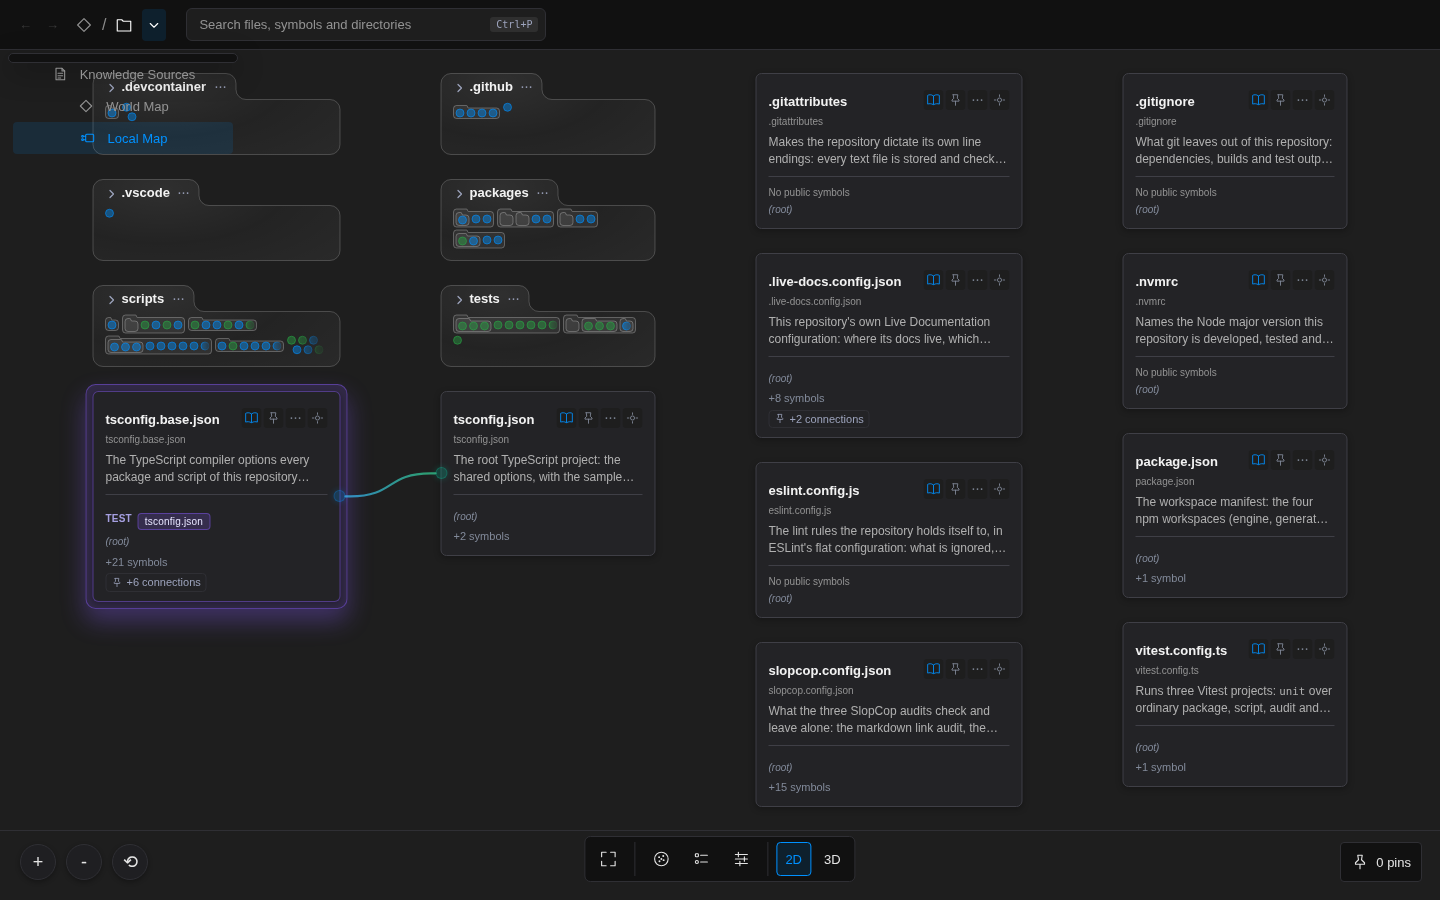 ← → / Search files, symbols and directories Ctrl+P
Knowledge Sources
World Map
Local Map
.devcontainer ···
.github ···
.vscode ···
packages ···
scripts ···
tests ···
tsconfig.base.json
tsconfig.base.json
The TypeScript compiler options every
package and script of this repository…
TEST tsconfig.json
(root)
+21 symbols
+6 connections
tsconfig.json
tsconfig.json
The root TypeScript project: the
shared options, with the sample…
(root)
+2 symbols
.gitattributes
.gitattributes
Makes the repository dictate its own line
endings: every text file is stored and check…
No public symbols
(root)
.live-docs.config.json
.live-docs.config.json
This repository's own Live Documentation
configuration: where its docs live, which…
(root)
+8 symbols
+2 connections
eslint.config.js
eslint.config.js
The lint rules the repository holds itself to, in
ESLint's flat configuration: what is ignored,…
No public symbols
(root)
slopcop.config.json
slopcop.config.json
What the three SlopCop audits check and
leave alone: the markdown link audit, the…
(root)
+15 symbols
.gitignore
.gitignore
What git leaves out of this repository:
dependencies, builds and test outp…
No public symbols
(root)
.nvmrc
.nvmrc
Names the Node major version this
repository is developed, tested and…
No public symbols
(root)
package.json
package.json
The workspace manifest: the four
npm workspaces (engine, generat…
(root)
+1 symbol
vitest.config.ts
vitest.config.ts
Runs three Vitest projects: unit over
ordinary package, script, audit and…
(root)
+1 symbol
+ - ⟲ 2D 3D 0 pins